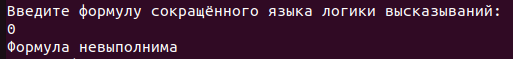 Введите формулу сокращённого языка логики высказываний:
0
Формула невыполнима